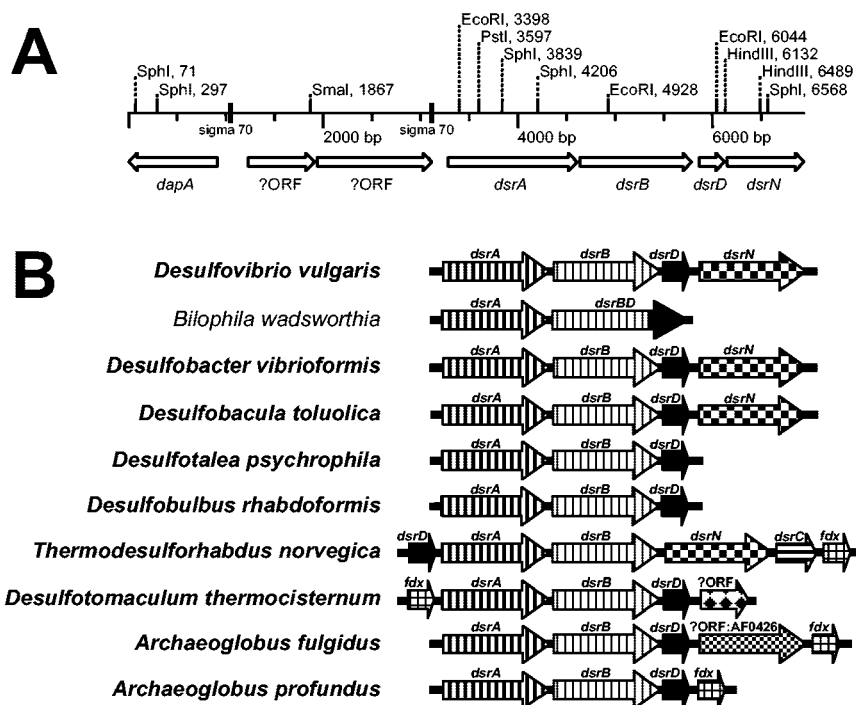 A
EcoRI, 3398
PstI, 3597
SphI, 3839
SphI, 4206
EcoRI, 4928
EcoRI, 6044
HindIII, 6132
HindIII, 6489
SphI, 6568
SphI, 71
SphI, 297
SmaI, 1867
sigma 70
2000 bp
sigma 70
4000 bp
6000 bp
dapA
?ORF
?ORF
dsrA
dsrB
dsrD
dsrN
B
Desulfovibrio vulgaris
dsrA dsrB dsrD dsrN
Bilophila wadsworthia
dsrA dsrBD
Desulfobacter vibrioformis
dsrA dsrB dsrD dsrN
Desulfobacula toluolica
dsrA dsrB dsrD dsrN
Desulfotalea psychrophila
dsrA dsrB dsrD
Desulfobulbus rhabdoformis
dsrA dsrB dsrD
Thermodesulforhabdus norvegica
dsrD dsrA dsrB dsrN dsrC fdx
Desulfotomaculum thermocisternum
fdx dsrA dsrB dsrD ?ORF
Archaeoglobus fulgidus
dsrA dsrB dsrD ?ORF:AF0426 fdx
Archaeoglobus profundus
dsrA dsrB dsrD fdx